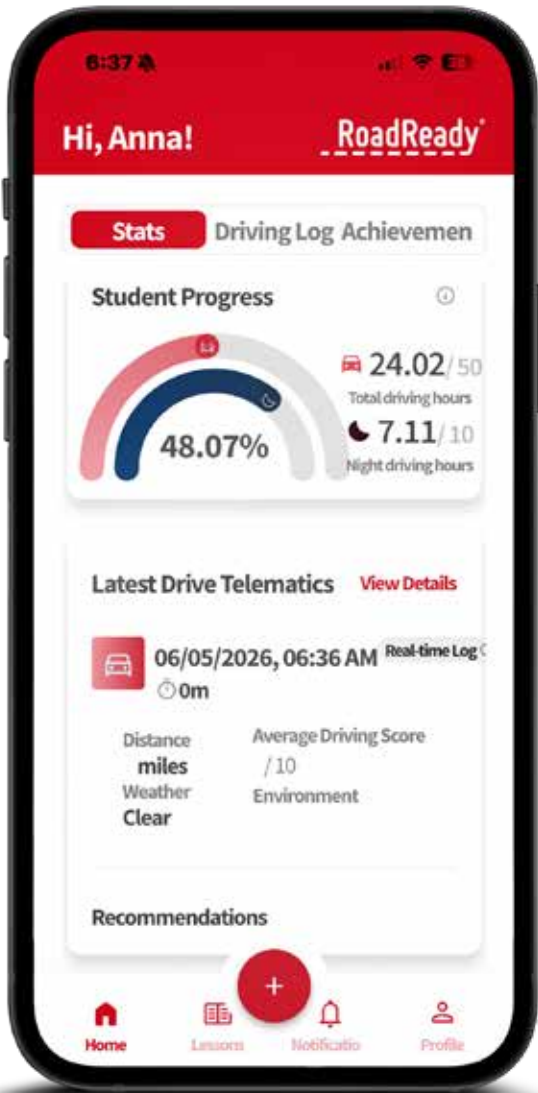 6:37
Hi, Anna!
RoadReady
Stats
Driving Log
Achievemen
Student Progress
48.07%
24.02/50
Total driving hours
7.11/10
Night driving hours
Latest Drive Telematics
View Details
06/05/2026, 06:36 AM
Real-time Log
0m
Distance
miles
Average Driving Score
/ 10
Weather
Clear
Environment
Recommendations
+
Home
Lessons
Notificatio
Profile